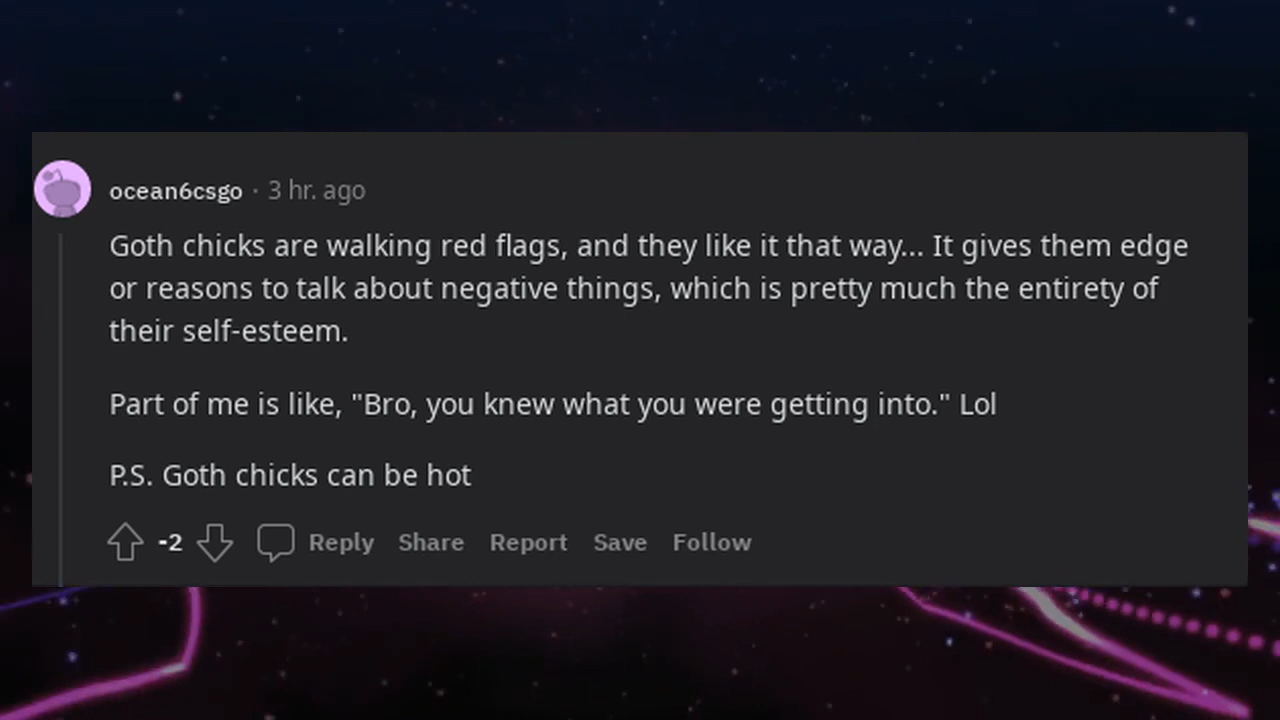 ocean6csgo · 3 hr. ago
Goth chicks are walking red flags, and they like it that way... It gives them edge
or reasons to talk about negative things, which is pretty much the entirety of
their self-esteem.
Part of me is like, "Bro, you knew what you were getting into." Lol
P.S. Goth chicks can be hot
-2 Reply Share Report Save Follow